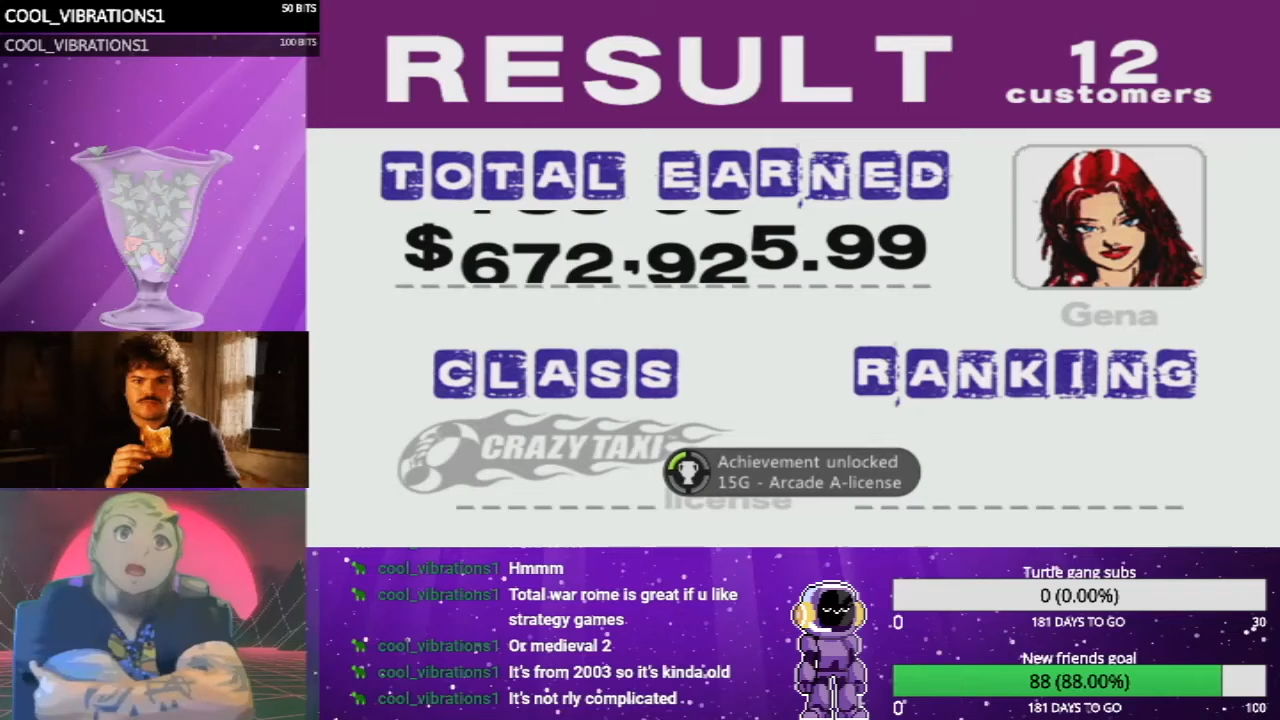 COOL_VIBRATIONS1 50 BITS
COOL_VIBRATIONS1 100 BITS
RESULT
12
customers
TOTAL EARNED
$672,925.99
Gena
CLASS
RANKING
CRAZY TAXI
license
Achievement unlocked
15G - Arcade A-license
cool_vibrations1 Hmmm
cool_vibrations1 Total war rome is great if u like
strategy games
cool_vibrations1 Or medieval 2
cool_vibrations1 It's from 2003 so it's kinda old
cool_vibrations1 It's not rly complicated
Turtle gang subs
0 (0.00%)
0 181 DAYS TO GO 30
New friends goal
88 (88.00%)
0 181 DAYS TO GO 100